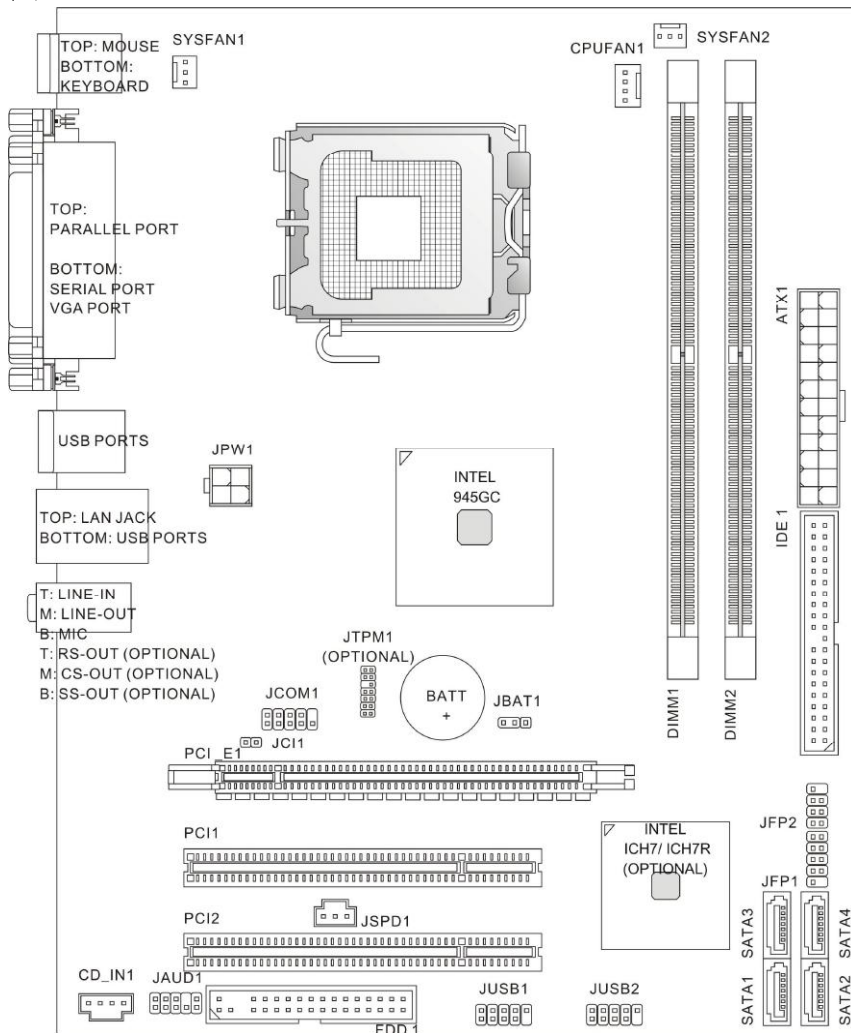 TOP: MOUSE
BOTTOM:
KEYBOARD
SYSFAN1
CPUFAN1
SYSFAN2
TOP:
PARALLEL PORT
BOTTOM:
SERIAL PORT
VGA PORT
ATX1
USB PORTS
JPW1
INTEL
945GC
TOP: LAN JACK
BOTTOM: USB PORTS
IDE 1
T: LINE-IN
M: LINE-OUT
B: MIC
T: RS-OUT (OPTIONAL)
M: CS-OUT (OPTIONAL)
B: SS-OUT (OPTIONAL)
JTPM1
(OPTIONAL)
BATT
+
JCOM1
JBAT1
DIMM1
DIMM2
JCI1
PCI_E1
PCI1
INTEL
ICH7/ ICH7R
(OPTIONAL)
JFP2
JFP1
PCI2
JSPD1
SATA3
SATA4
CD_IN1
JAUD1
JUSB1
JUSB2
SATA1
SATA2
FDD 1